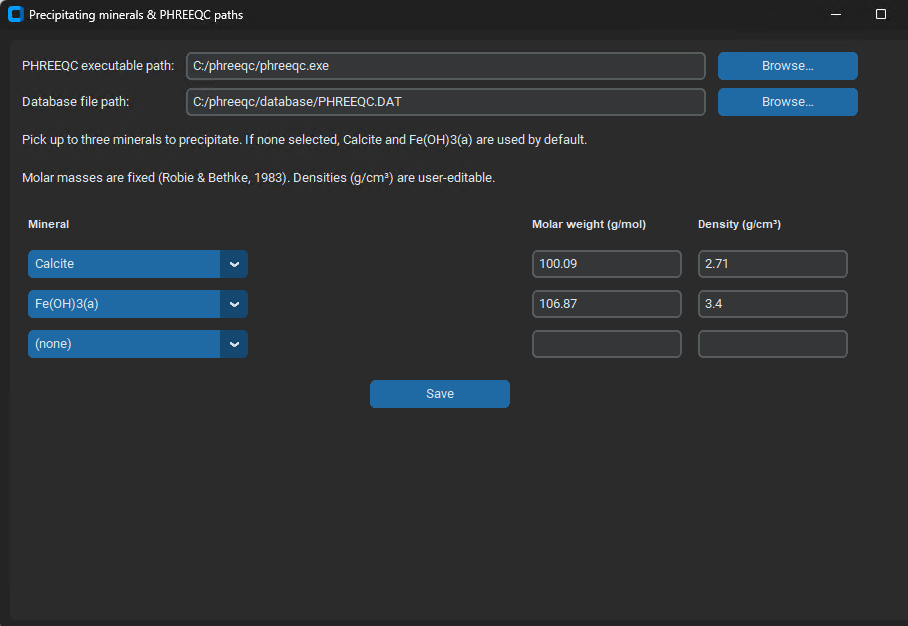 Precipitating minerals & PHREEQC paths
PHREEQC executable path: C:/phreeqc/phreeqc.exe Browse...
Database file path: C:/phreeqc/database/PHREEQC.DAT Browse...
Pick up to three minerals to precipitate. If none selected, Calcite and Fe(OH)3(a) are used by default.
Molar masses are fixed (Robie & Bethke, 1983). Densities (g/cm³) are user-editable.
Mineral Molar weight (g/mol) Density (g/cm³)
Calcite 100.09 2.71
Fe(OH)3(a) 106.87 3.4
(none)
Save